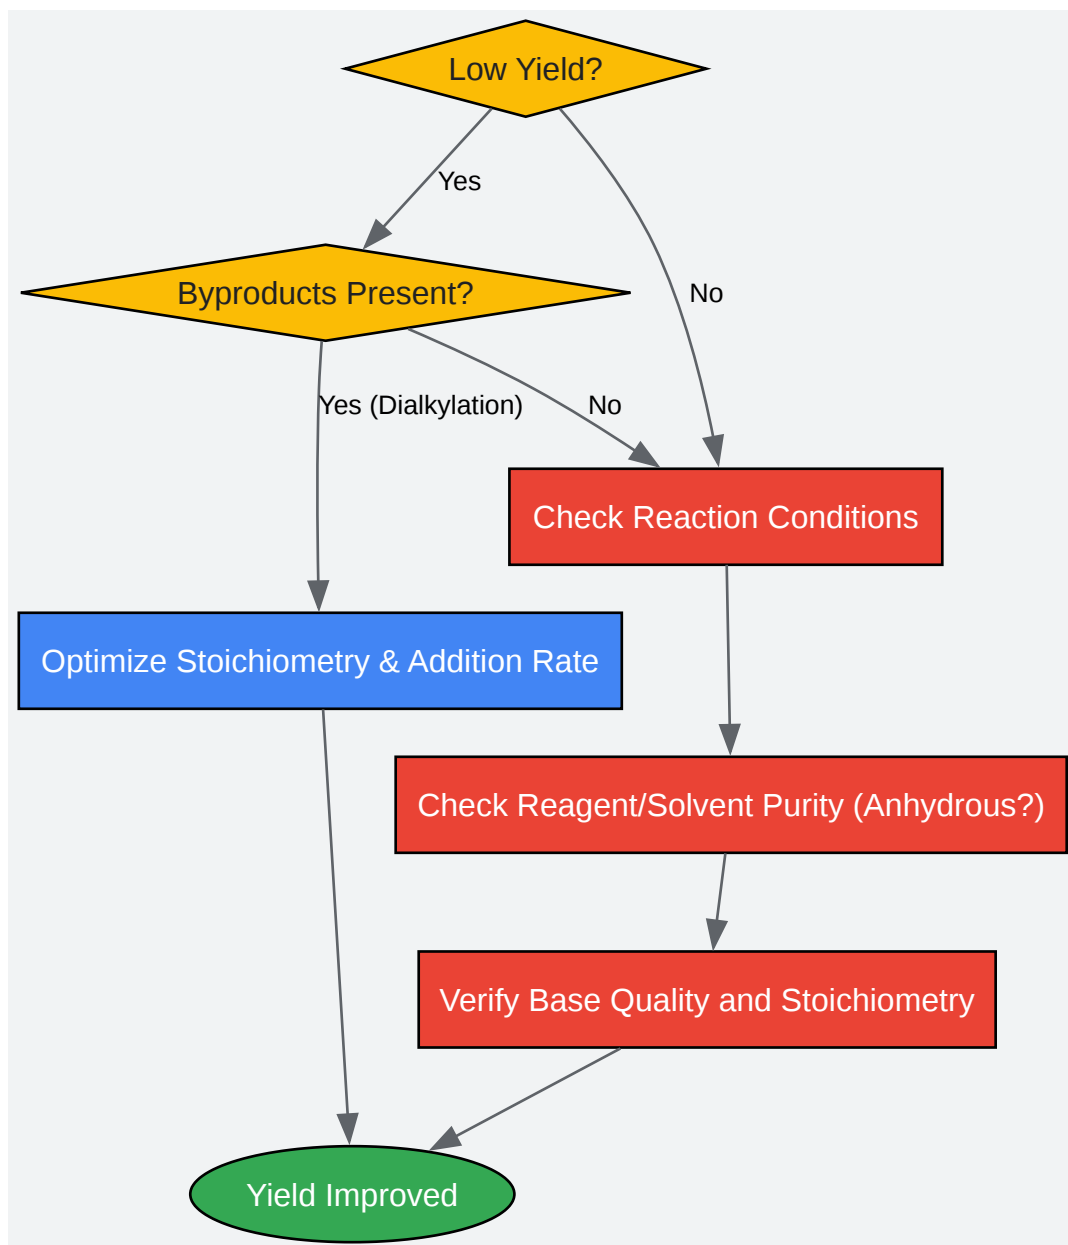 Low Yield?
Yes
Byproducts Present?
No
Yes (Dialkylation)
No
Check Reaction Conditions
Optimize Stoichiometry & Addition Rate
Check Reagent/Solvent Purity (Anhydrous?)
Verify Base Quality and Stoichiometry
Yield Improved